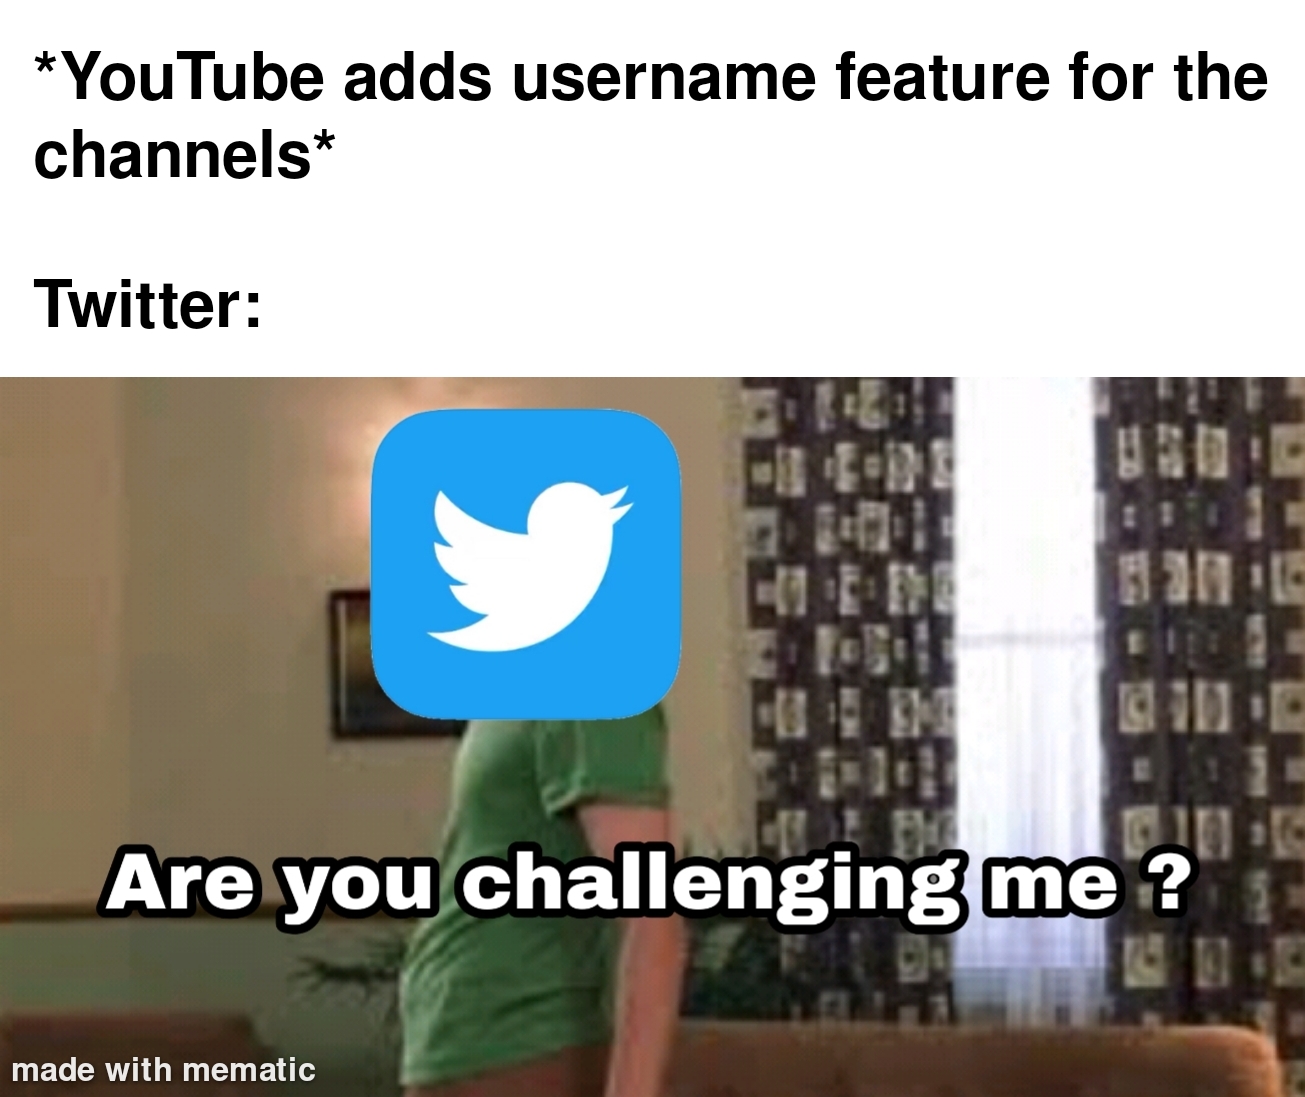 *YouTube adds username feature for the
channels*
Twitter:
Are you challenging me ?
made with mematic